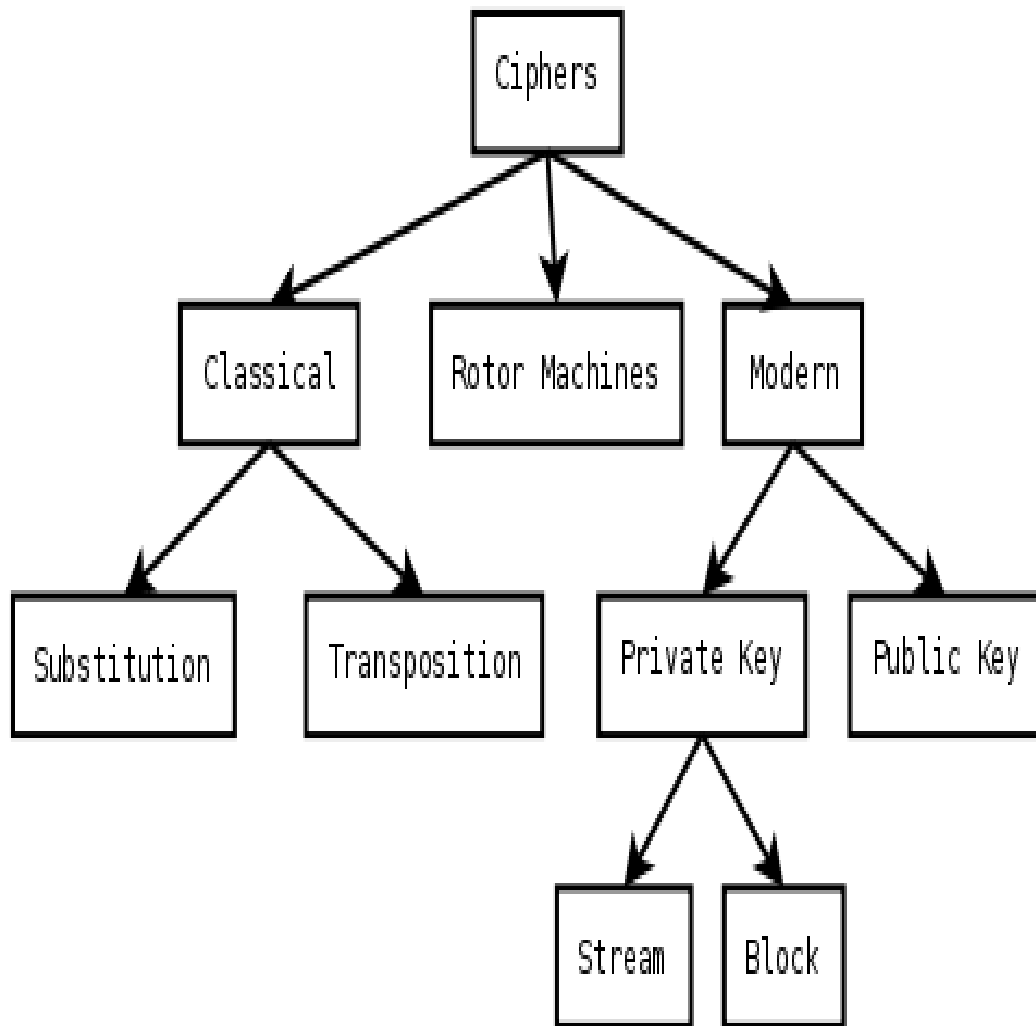 Ciphers
Classical
Rotor Machines
Modern
Substitution
Transposition
Private Key
Public Key
Stream
Block